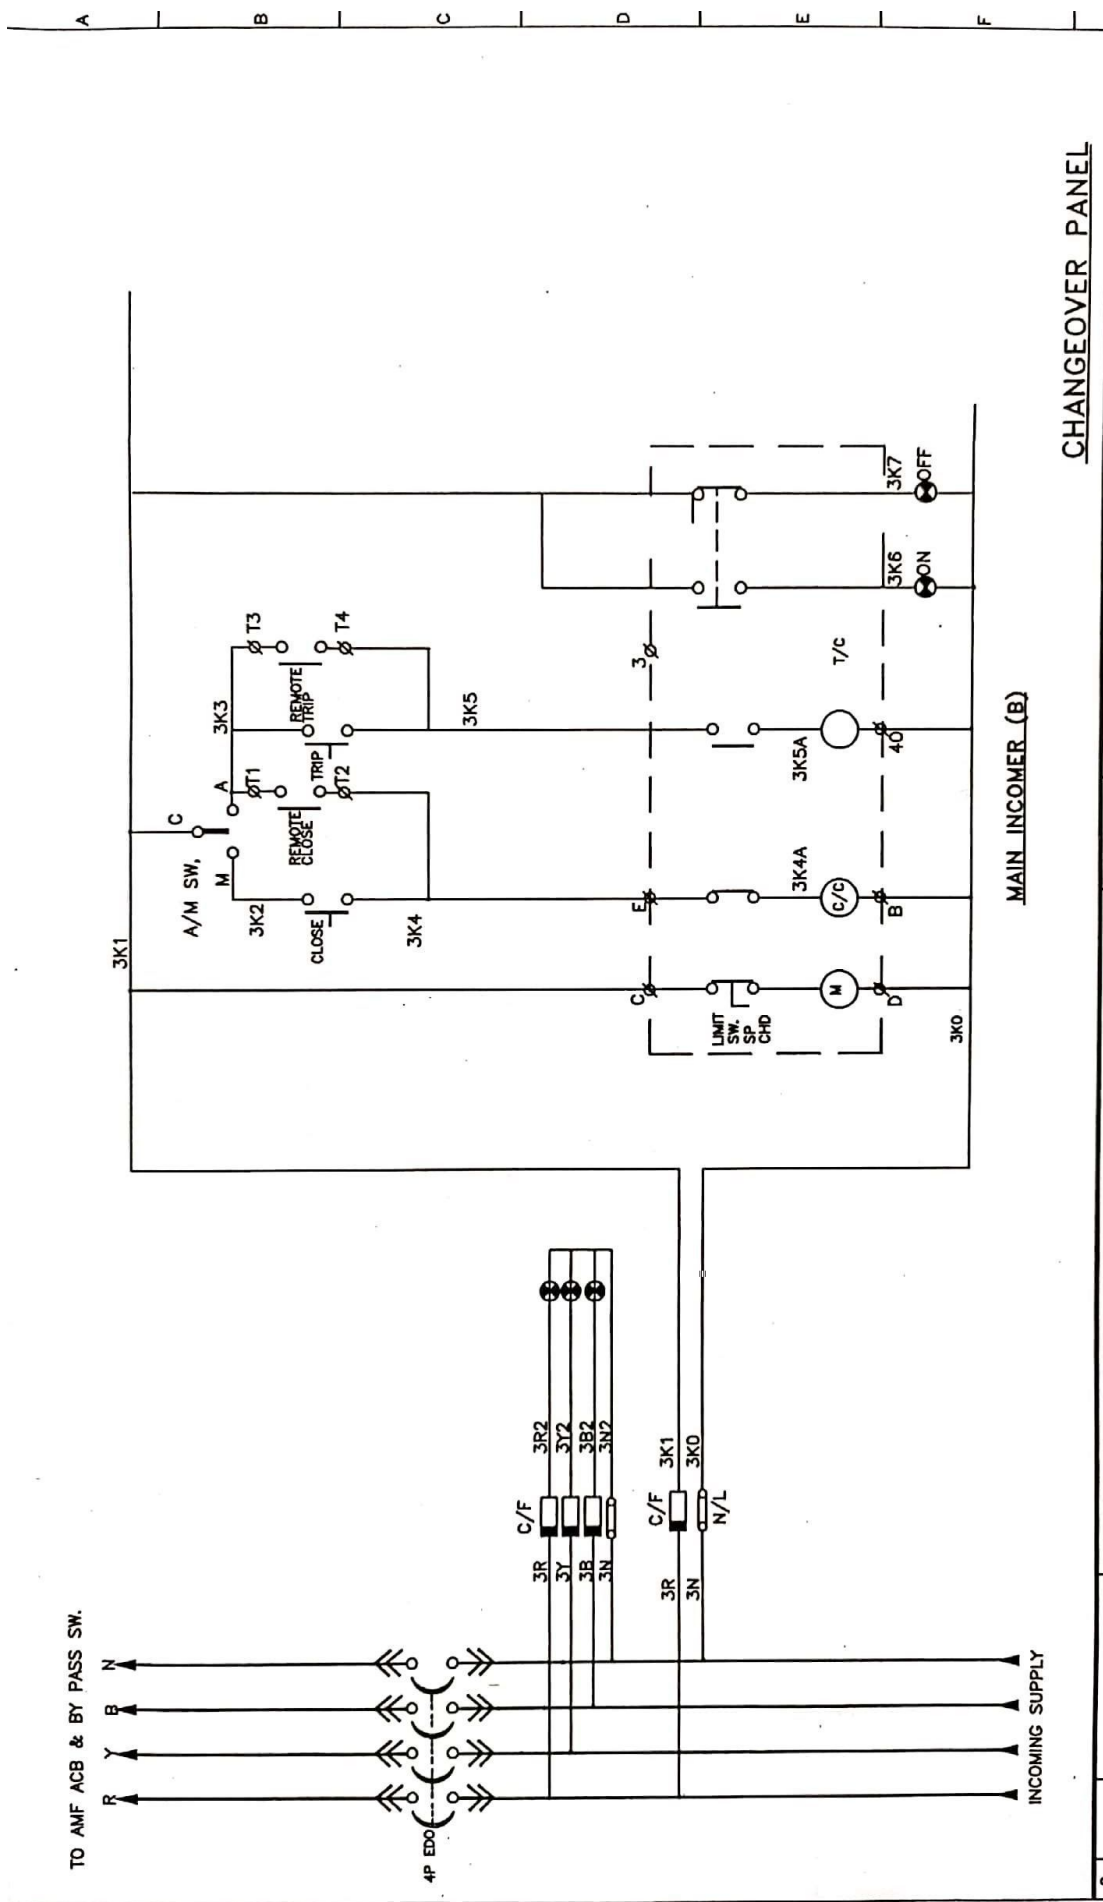 A
B
C
D
E
F
TO AMF ACB & BY PASS SW.
R
Y
B
N
4P EDO
INCOMING SUPPLY
C/F
3R
3Y
3B
3N
3R2
3Y2
3B2
3N2
C/F
3R
3N
3K1
3K0
N/L
3K1
A/M SW,
C
M
A
3K2
3K3
CLOSE
REMOTE
CLOSE
T1
T2
TRIP
REMOTE
TRIP
T3
T4
3K4
3K5
C
E
3
LIMIT
SW.
SP
CHD
M
3K4A
C/C
3K5A
T/C
D
B
40
3K0
3K6
ON
3K7
OFF
MAIN INCOMER (B)
CHANGEOVER PANEL